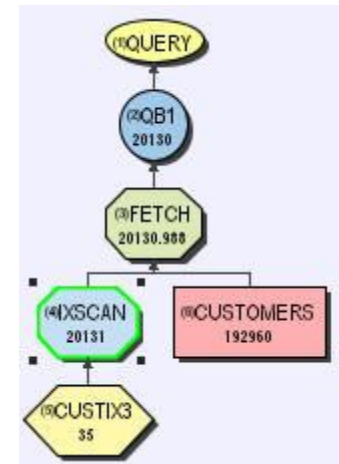 (1)QUERY
(2)QB1
20130
(3)FETCH
20130.988
(4)IXSCAN
20131
(6)CUSTOMERS
192960
(5)CUSTIX3
35